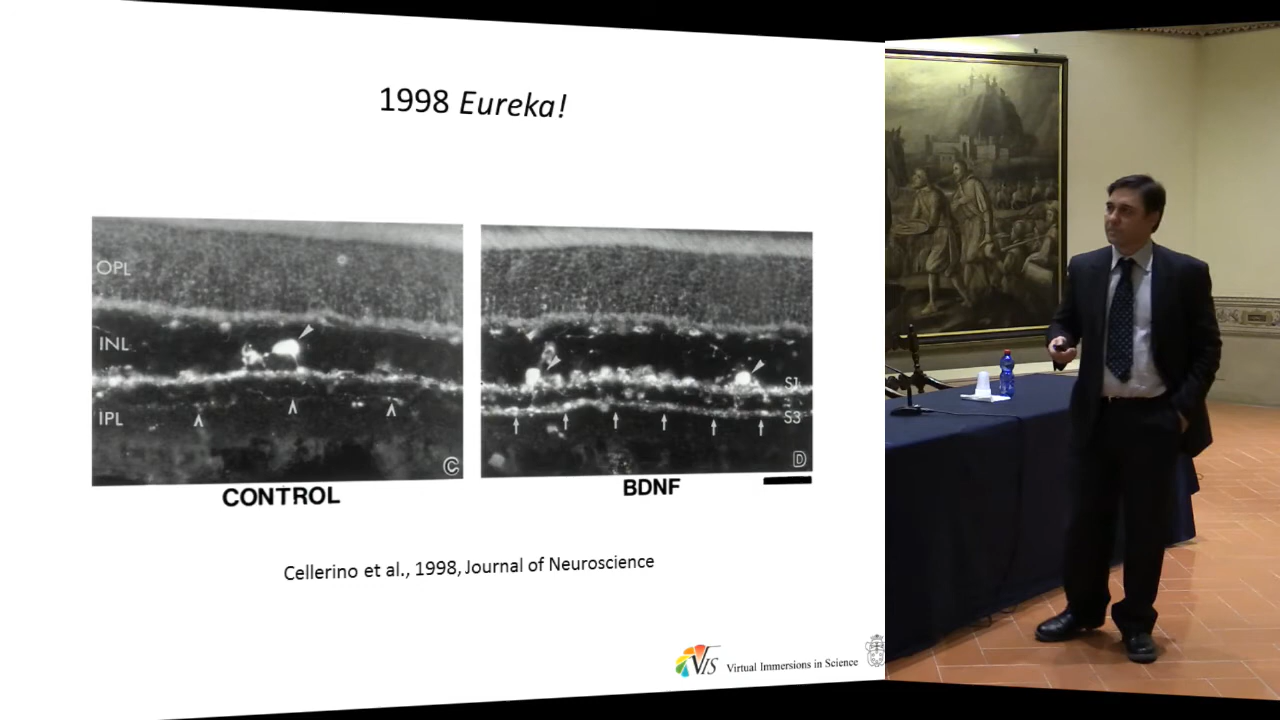 1998 Eureka!
OPL
INL
IPL
C
S1
S3
D
CONTROL
BDNF
Cellerino et al., 1998, Journal of Neuroscience
VIS Virtual Immersions in Science